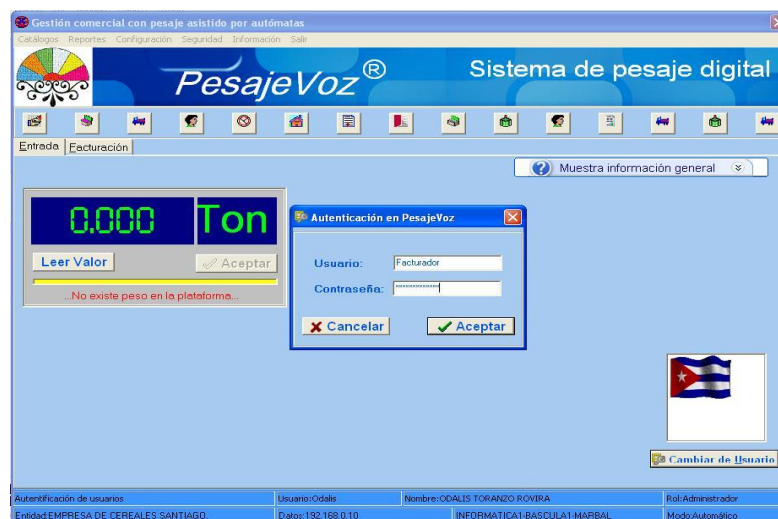 Gestión comercial con pesaje asistido por autómatas
Catálogos Reportes Configuración Seguridad Información Salir
PesajeVoz® Sistema de pesaje digital
Entrada Facturación
Muestra información general
0.000 Ton
Leer Valor Aceptar
...No existe peso en la plataforma...
Autenticación en PesajeVoz
Usuario: Facturador
Contraseña:
Cancelar Aceptar
Cambiar de Usuario
Autentificación de usuarios Usuario:Odalis Nombre:ODALIS TORANZO ROVIRA Rol:Administrador
Entidad:EMPRESA DE CEREALES SANTIAGO. Datos:192.168.0.10 INFORMATICA1-BASCULA1-MARBAL Modo:Automático